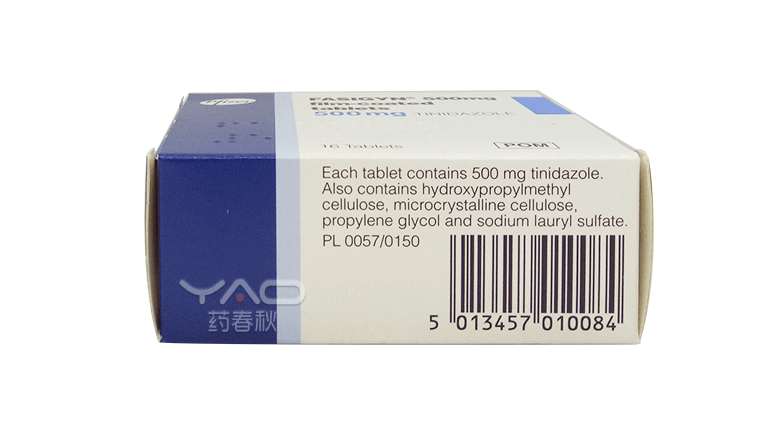 Pfizer
FASIGYN® 500mg
film-coated
tablets
500mg TINIDAZOLE
16 Tablets
POM
Each tablet contains 500 mg tinidazole.
Also contains hydroxypropylmethyl
cellulose, microcrystalline cellulose,
propylene glycol and sodium lauryl sulfate.
PL 0057/0150
5 013457 010084
YAO
药春秋